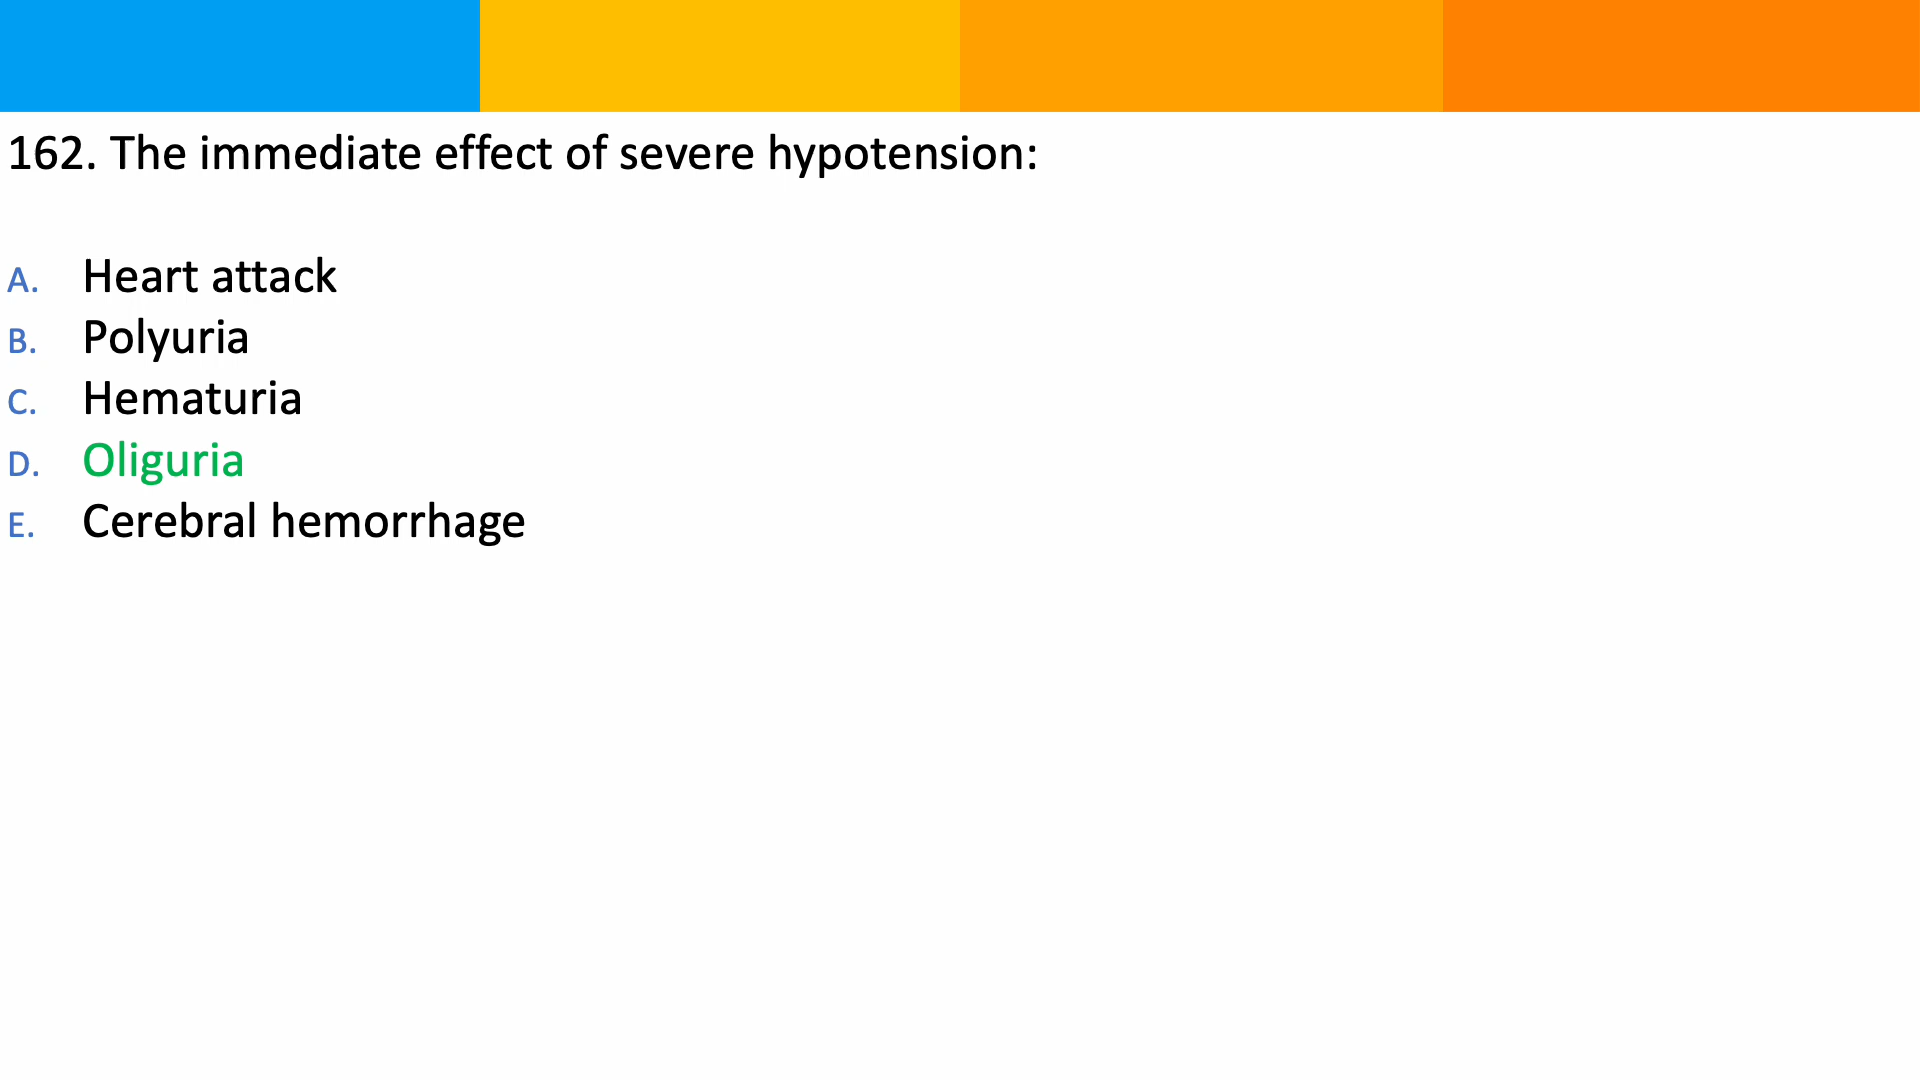 162. The immediate effect of severe hypotension:
A. Heart attack
B. Polyuria
C. Hematuria
D. Oliguria
E. Cerebral hemorrhage